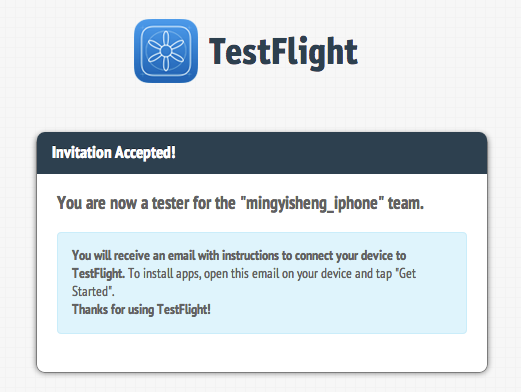 TestFlight
Invitation Accepted!
You are now a tester for the "mingyisheng_iphone" team.
You will receive an email with instructions to connect your device to
TestFlight. To install apps, open this email on your device and tap "Get
Started".
Thanks for using TestFlight!